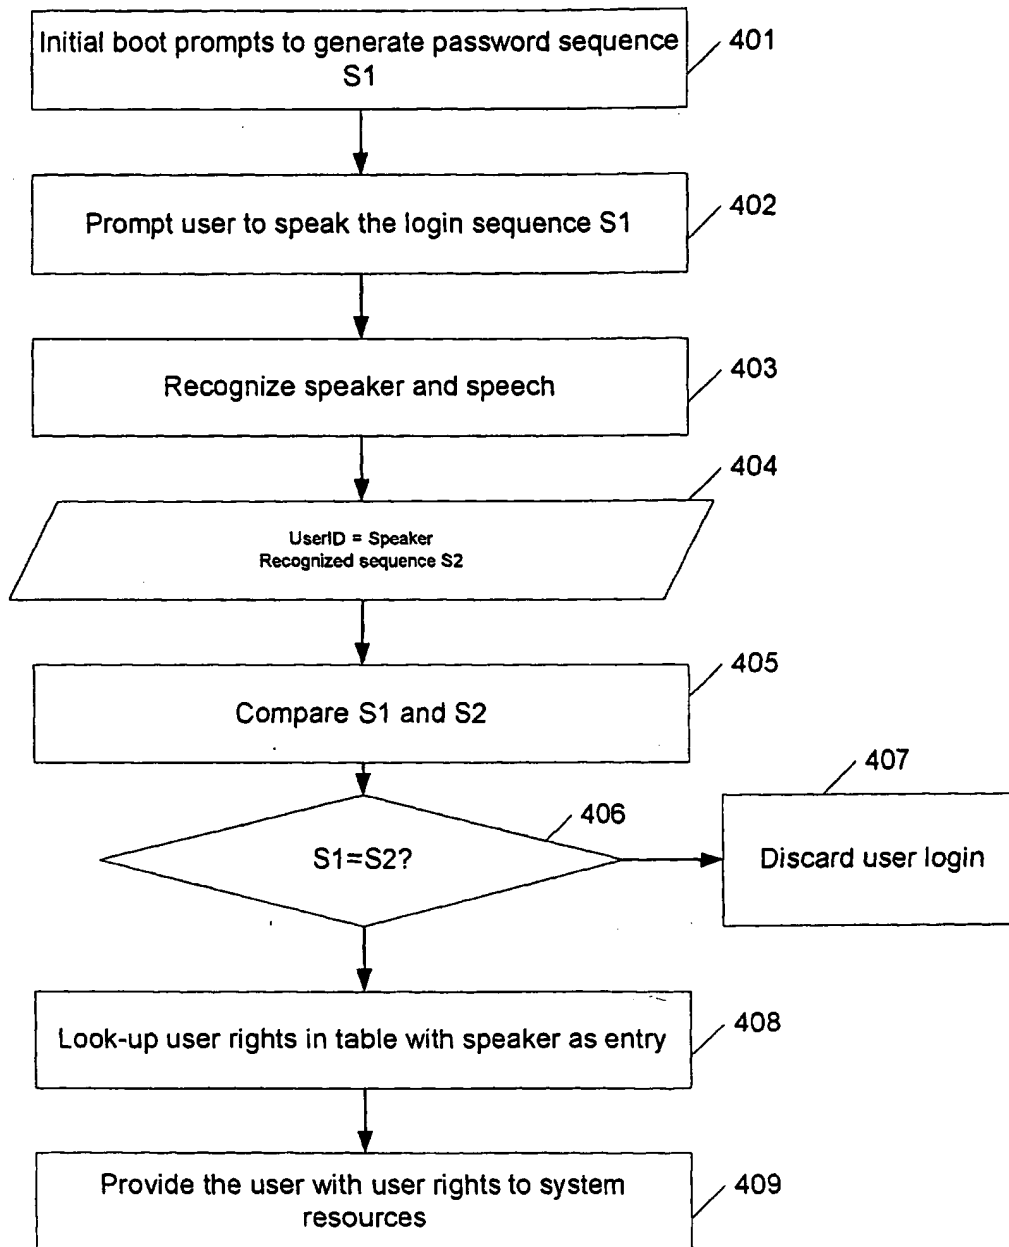 Initial boot prompts to generate password sequence
S1
401
Prompt user to speak the login sequence S1
402
Recognize speaker and speech
403
404
UserID = Speaker
Recognized sequence S2
405
Compare S1 and S2
407
406
S1=S2?
Discard user login
Look-up user rights in table with speaker as entry
408
Provide the user with user rights to system
resources
409